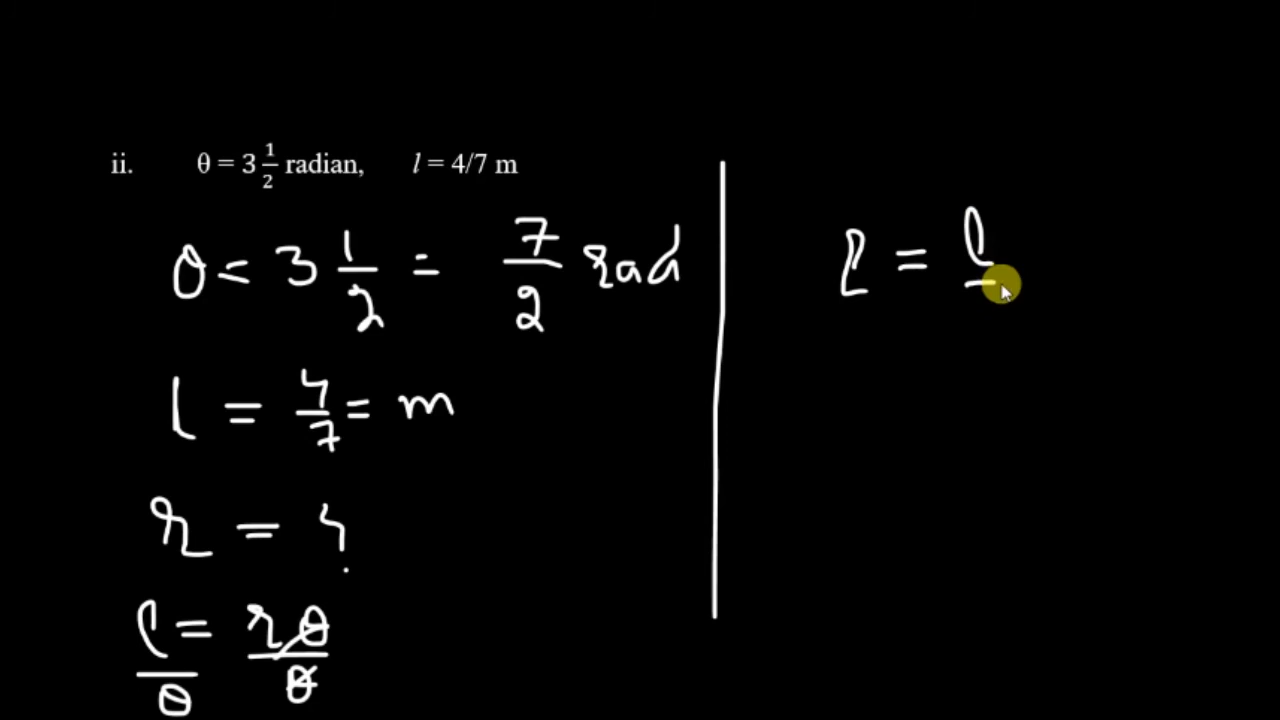 ii. θ = 3 1/2 radian, l = 4/7 m
θ = 3 1/2 = 7/2 rad
l = 4/7 = m
r = ?
l/θ = rθ/θ
r = l/